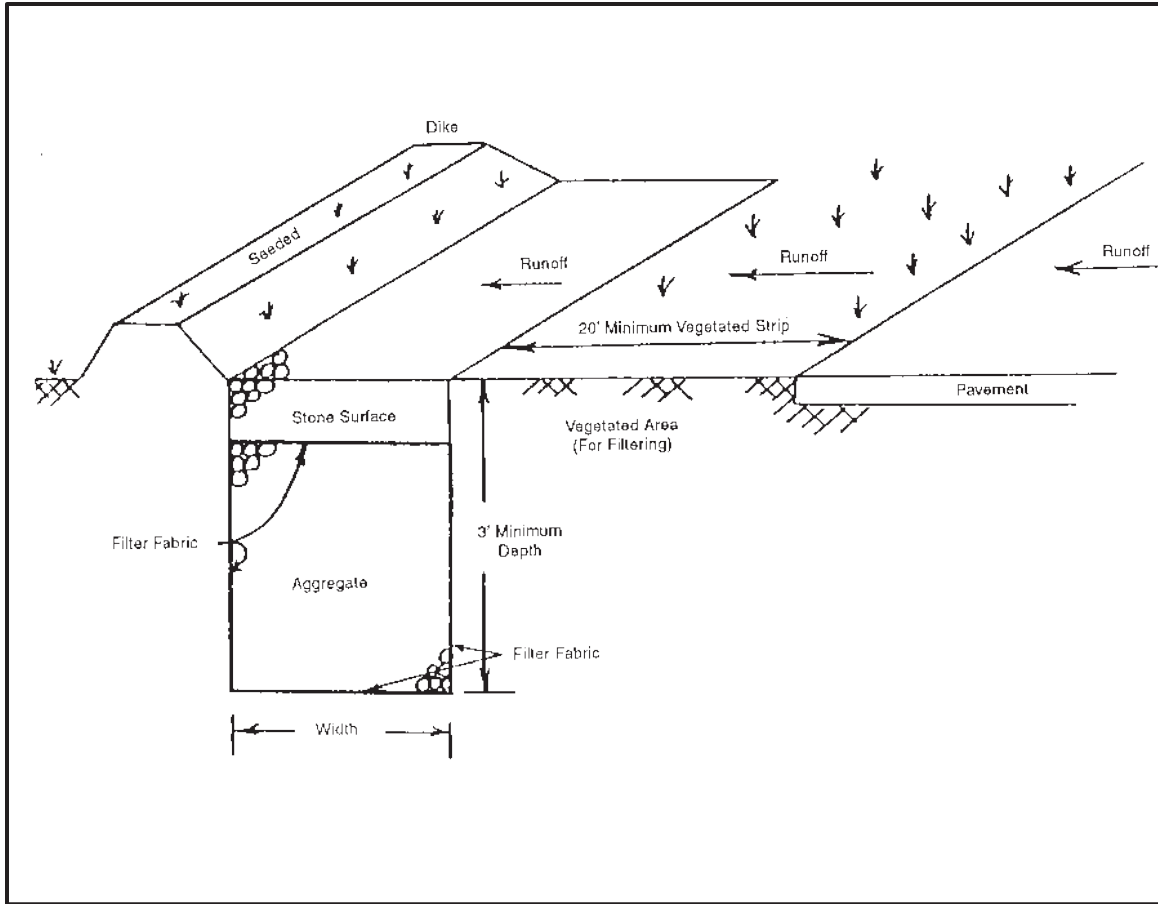 Dike
Seeded
Runoff
Runoff
Runoff
20' Minimum Vegetated Strip
Pavement
Stone Surface
Vegetated Area
(For Filtering)
3' Minimum
Depth
Filter Fabric
Aggregate
Filter Fabric
Width